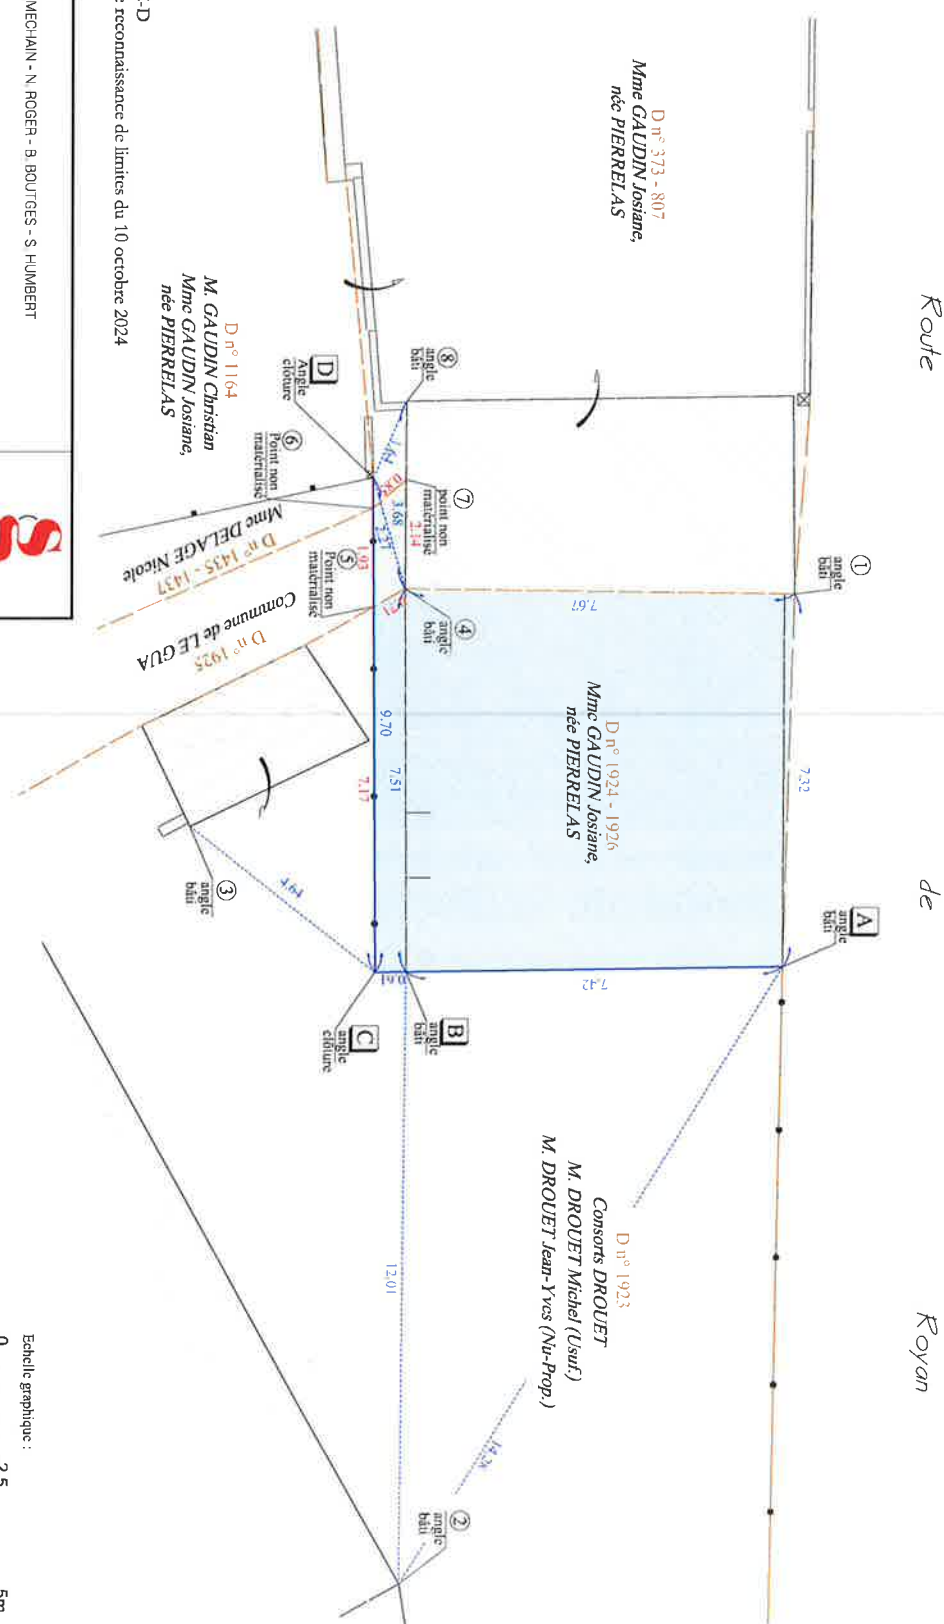 Route
de
Royan
D n° 373 - 807
Mme GAUDIN Josiane,
née PIERRELAS
1
angle
bâti
A
angle
bâti
7.32
7.67
D n° 1924 - 1926
Mme GAUDIN Josiane,
née PIERRELAS
7.42
D n° 1923
Consorts DROUET
M. DROUET Michel (Usuf.)
M. DROUET Jean-Yves (Nu-Prop.)
2
angle
bâti
12.01
8
angle
bâti
7
point non
matérialisé
2.14
4
angle
bâti
3.68
1.93
9.70
7.51
7.17
B
angle
bâti
C
angle
clôture
4.64
3
angle
bâti
D
Angle
clôture
6
Point non
matérialisé
5
Point non
matérialisé
D n° 1164
M. GAUDIN Christian
Mme GAUDIN Josiane,
née PIERRELAS
Mme DELAGE Nicole
D n° 1435 - 1437
Commune de LE GUA
D n° 1925
-D
reconnaissance de limites du 10 octobre 2024
MECHAIN - N. ROGER - B. BOUTGES - S. HUMBERT
Echelle graphique :
0 2.5 5m